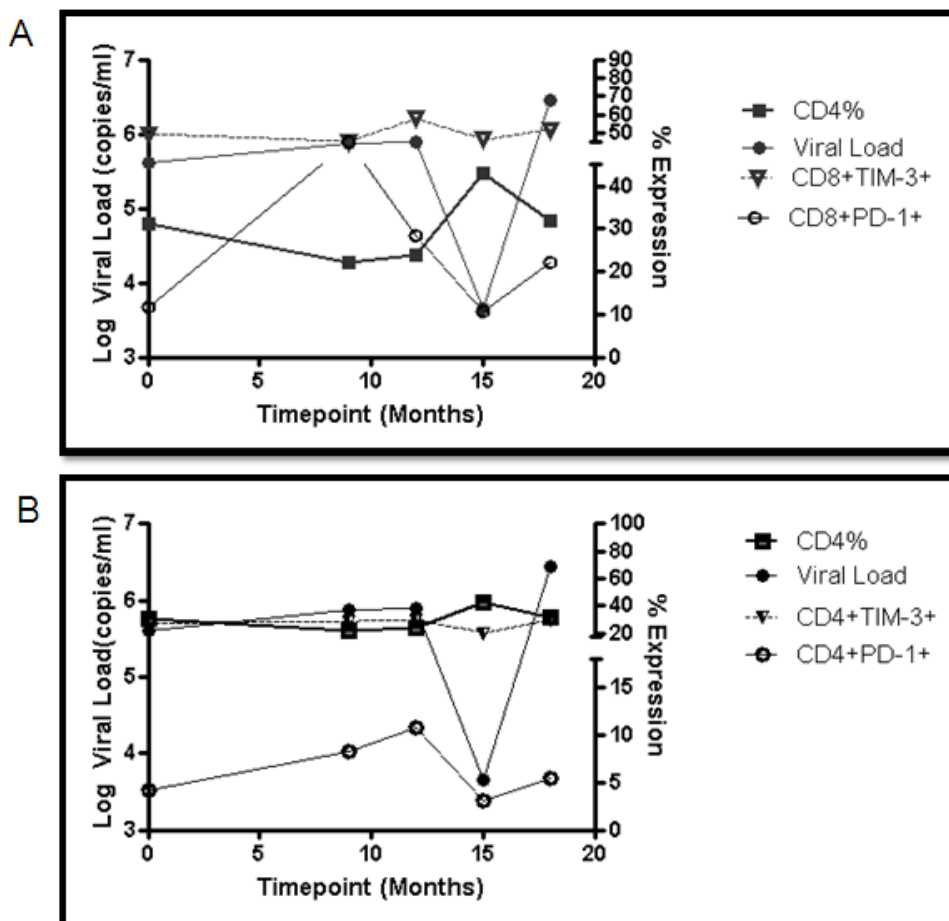 A
Log Viral Load (copies/ml)
7
6
5
4
3
90
80
70
60
50
40
30
20
10
0
% Expression
0 5 10 15 20
Timepoint (Months)
CD4%
Viral Load
CD8+TIM-3+
CD8+PD-1+
B
Log Viral Load(copies/ml)
7
6
5
4
3
100
80
60
40
20
15
10
5
0
% Expression
0 5 10 15 20
Timepoint (Months)
CD4%
Viral Load
CD4+TIM-3+
CD4+PD-1+